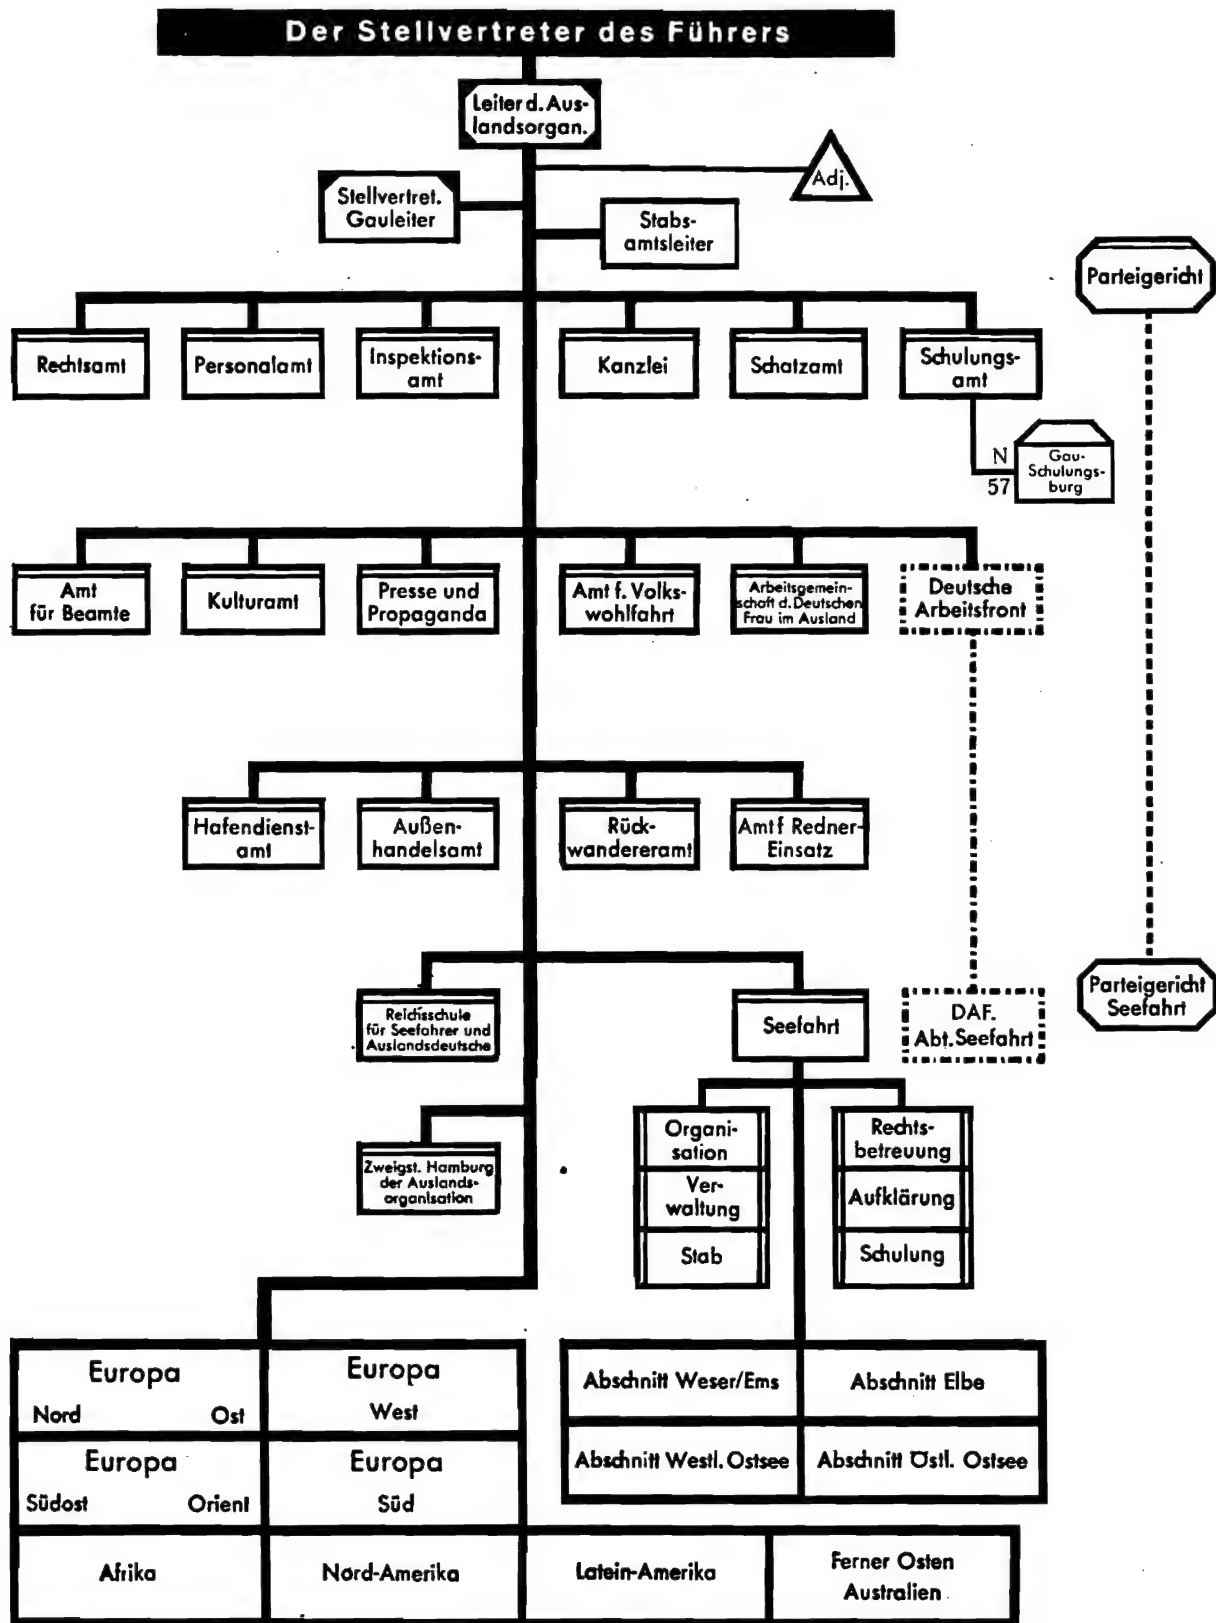 Der Stellvertreter des Führers
Leiter d. Aus-
landsorgan.
Adj.
Stellvertret.
Gauleiter
Stabs-
amtsleiter
Parteigericht
Rechtsamt
Personalamt
Inspektions-
amt
Kanzlei
Schatzamt
Schulungs-
amt
N
57
Gau-
Schulungs-
burg
Amt
für Beamte
Kulturamt
Presse und
Propaganda
Amt f. Volks-
wohlfahrt
Arbeitsgemein-
schaft d. Deutschen
Frau im Ausland
Deutsche
Arbeitsfront
Hafendienst-
amt
Außen-
handelsamt
Rück-
wandereramt
Amt f Redner-
Einsatz
Reichsschule
für Seefahrer und
Auslandsdeutsche
Seefahrt
DAF.
Abt. Seefahrt
Parteigericht
Seefahrt
Zweigst. Hamburg
der Auslands-
organisation
Organi-
sation
Ver-
waltung
Stab
Rechts-
betreuung
Aufklärung
Schulung
Europa
Nord Ost
Europa
West
Europa
Südost Orient
Europa
Süd
Afrika
Nord-Amerika
Latein-Amerika
Ferner Osten
Australien
Abschnitt Weser/Ems
Abschnitt Elbe
Abschnitt Westl. Ostsee
Abschnitt Östl. Ostsee